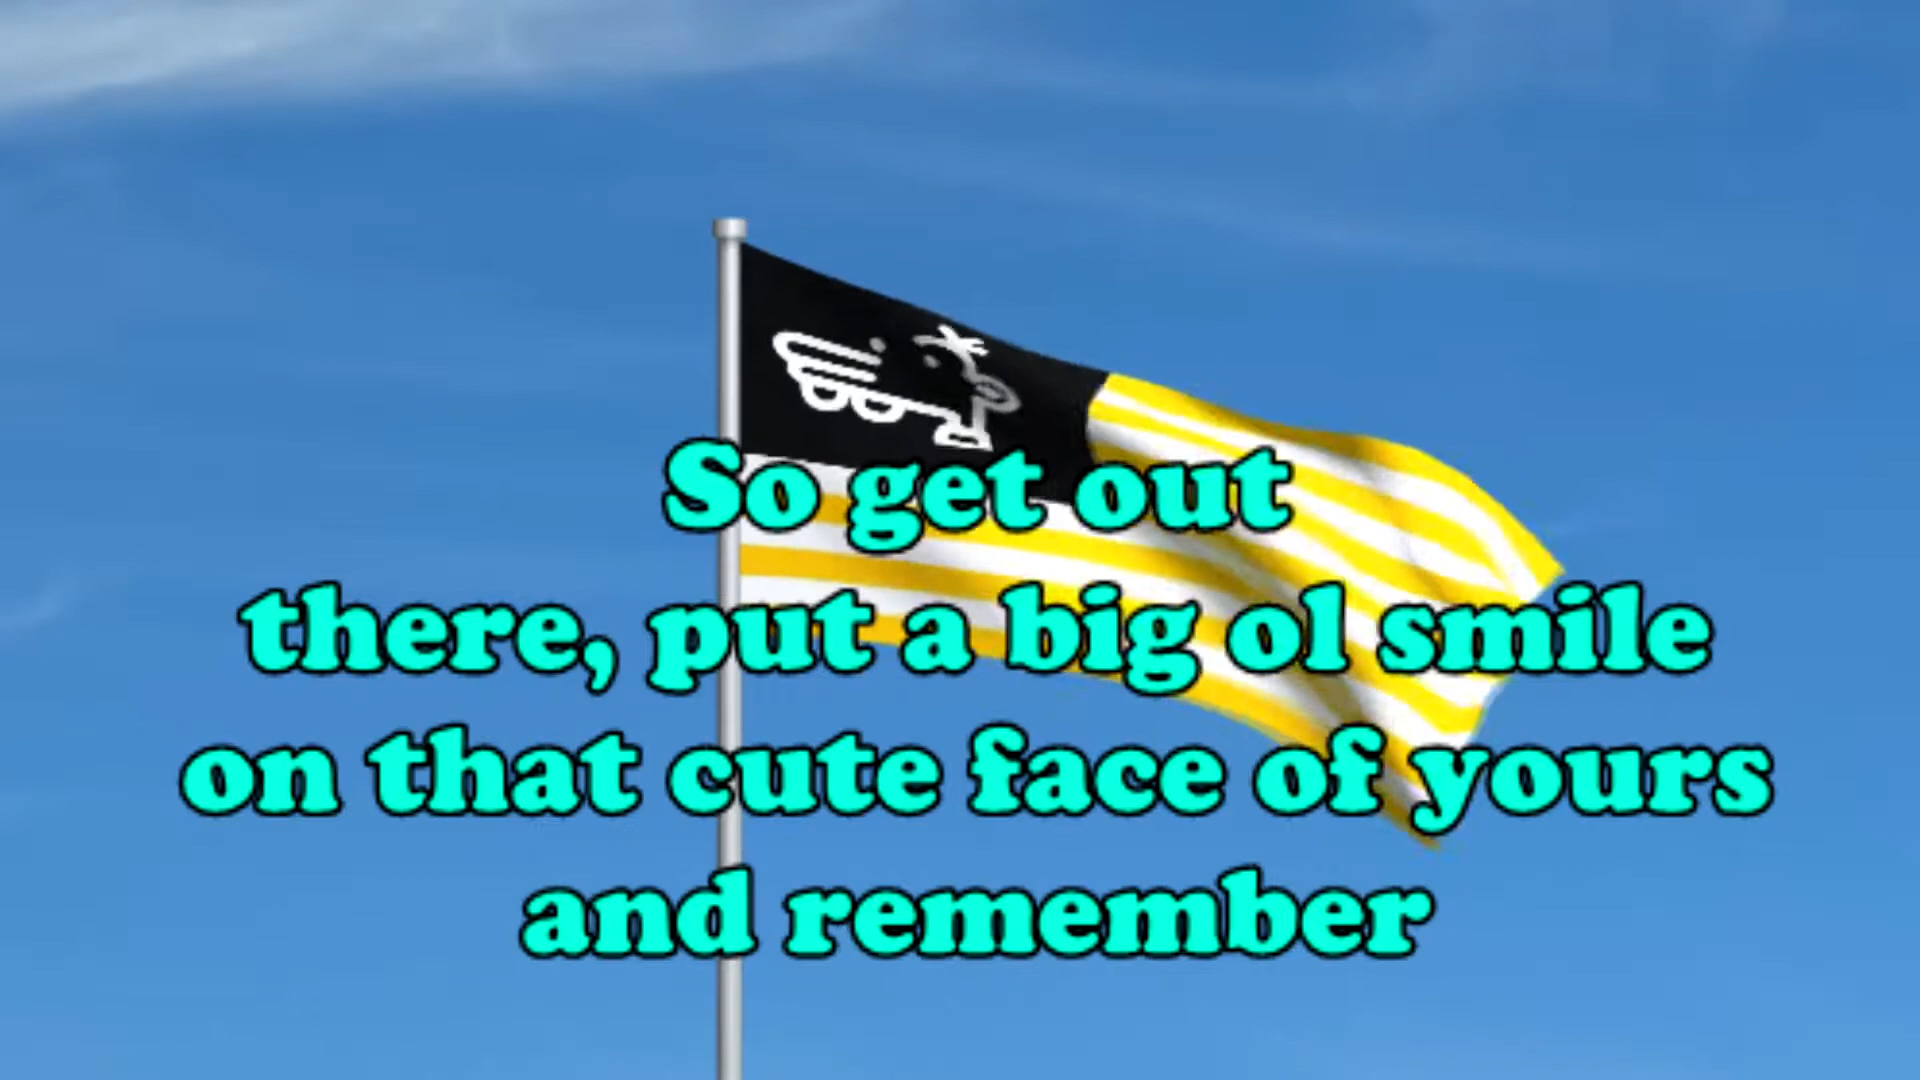 So get out
there, put a big ol smile
on that cute face of yours
and remember